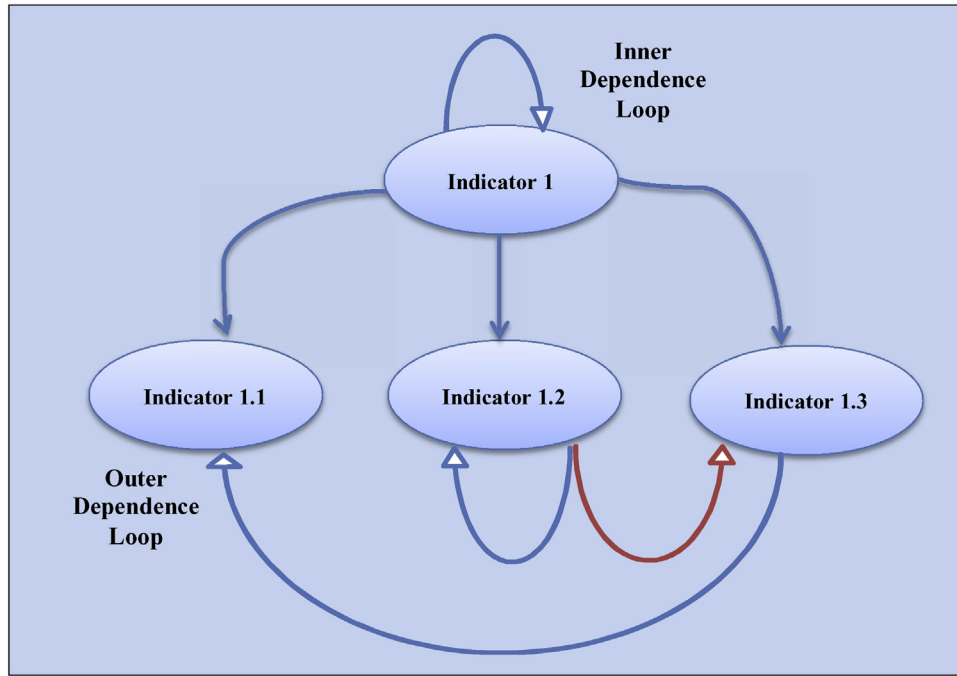 Inner
Dependence
Loop
Indicator 1
Indicator 1.1
Indicator 1.2
Indicator 1.3
Outer
Dependence
Loop